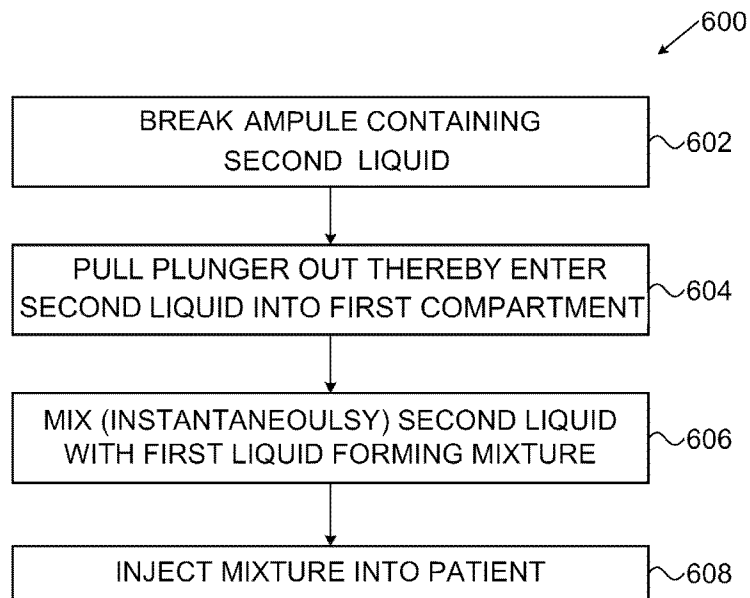 600
BREAK AMPULE CONTAINING
SECOND LIQUID
602
PULL PLUNGER OUT THEREBY ENTER
SECOND LIQUID INTO FIRST COMPARTMENT
604
MIX (INSTANTANEOULSY) SECOND LIQUID
WITH FIRST LIQUID FORMING MIXTURE
606
INJECT MIXTURE INTO PATIENT
608